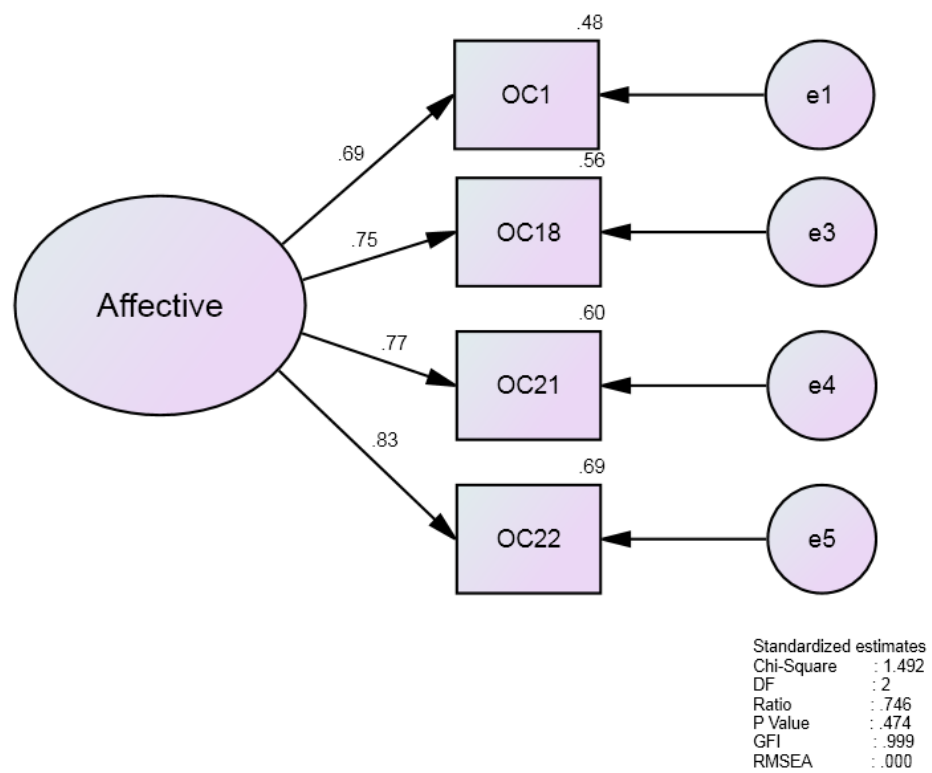 .48
OC1
e1
.69
.56
OC18
e3
.75
Affective
.60
.77
OC21
e4
.83
.69
OC22
e5
Standardized estimates
Chi-Square : 1.492
DF : 2
Ratio : .746
P Value : .474
GFI : .999
RMSEA : .000